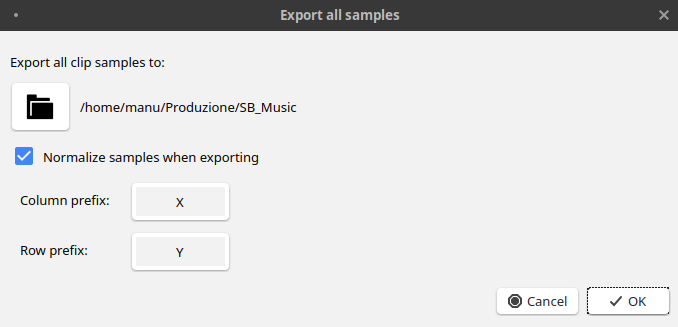 Export all samples
Export all clip samples to:
/home/manu/Produzione/SB_Music
Normalize samples when exporting
Column prefix: X
Row prefix: Y
Cancel OK